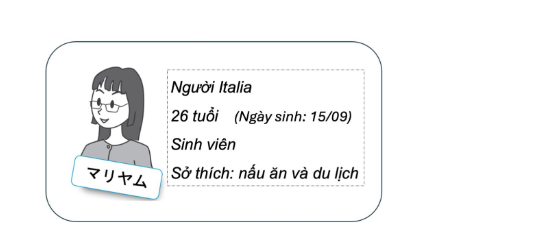 Người Italia
26 tuổi (Ngày sinh: 15/09)
Sinh viên
Sở thích: nấu ăn và du lịch
マリヤム